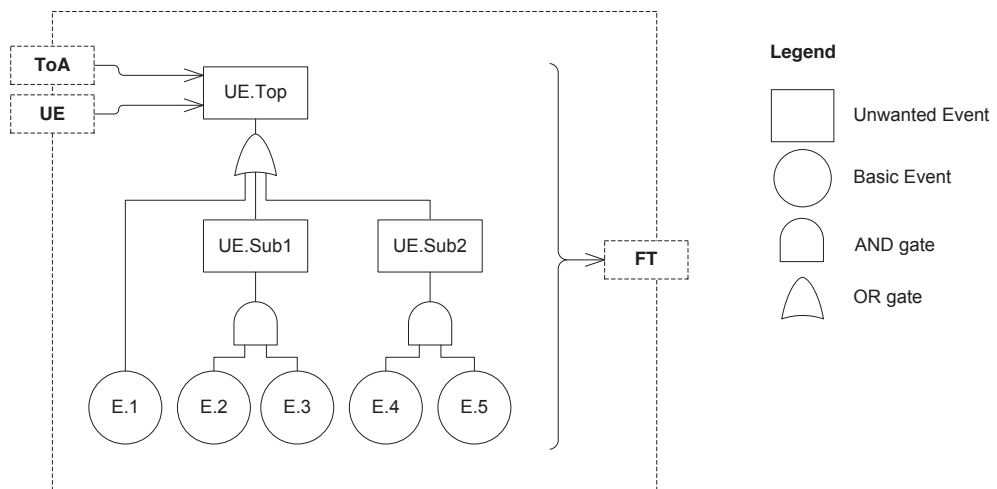 ToA
UE
UE.Top
UE.Sub1
UE.Sub2
FT
E.1
E.2
E.3
E.4
E.5
Legend
Unwanted Event
Basic Event
AND gate
OR gate